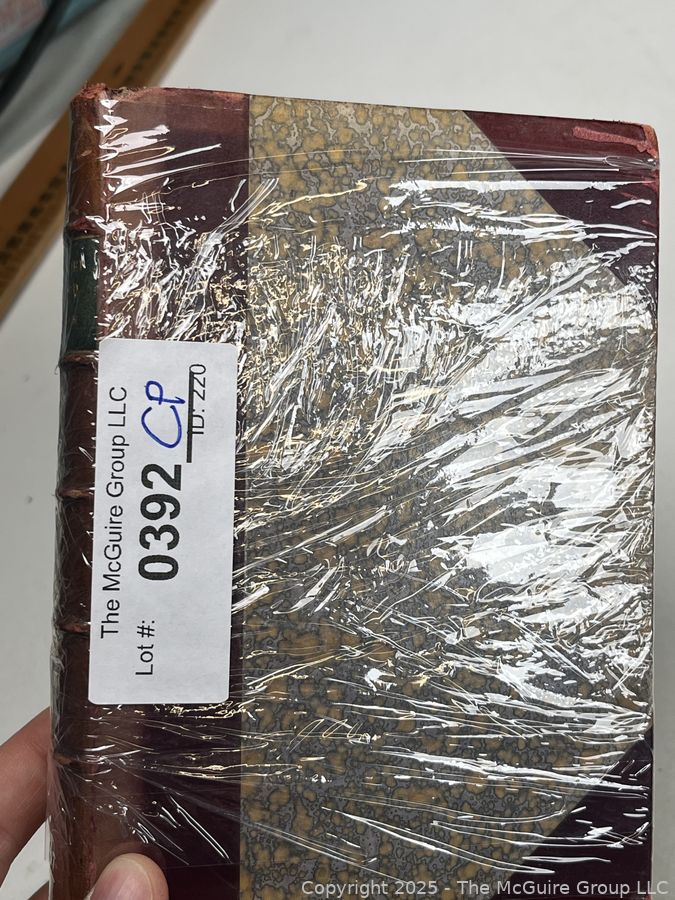 The McGuire Group LLC
Lot #: 0392 CP
ID: 220
Copyright 2025 - The McGuire Group LLC